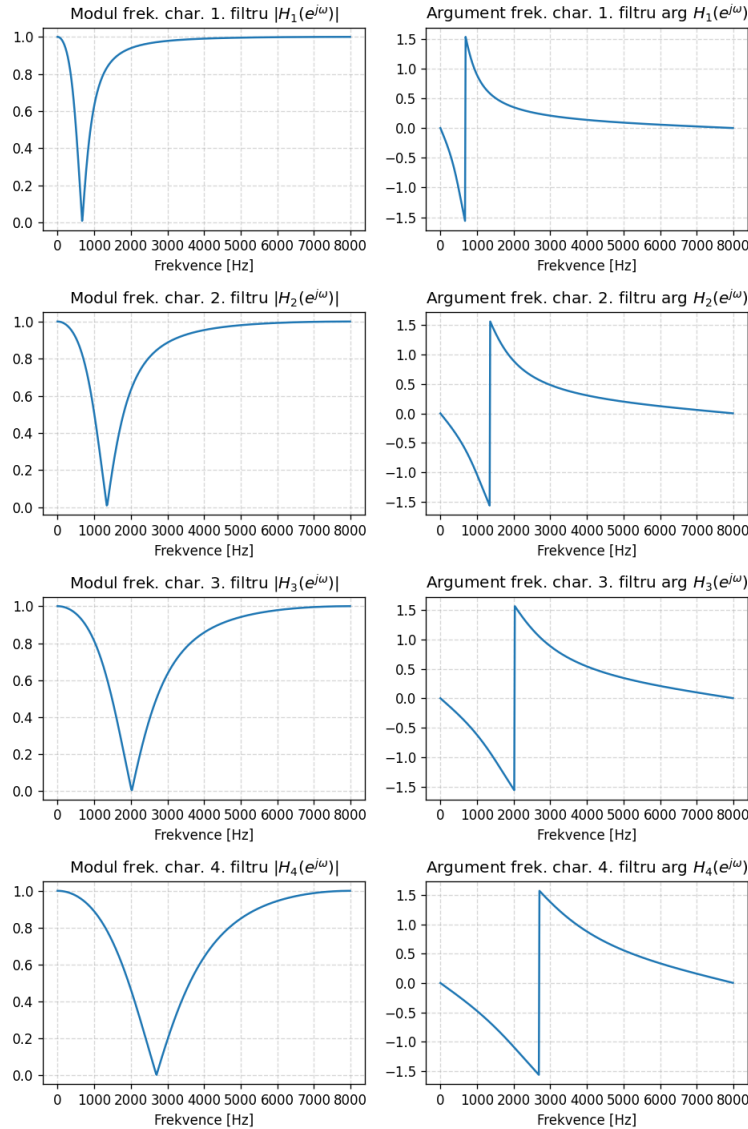 Modul frek. char. 1. filtru |H₁(e^{jω})|
1.0
0.8
0.6
0.4
0.2
0.0
0 1000 2000 3000 4000 5000 6000 7000 8000
Frekvence [Hz]
Argument frek. char. 1. filtru arg H₁(e^{jω})
1.5
1.0
0.5
0.0
−0.5
−1.0
−1.5
0 1000 2000 3000 4000 5000 6000 7000 8000
Frekvence [Hz]
Modul frek. char. 2. filtru |H₂(e^{jω})|
1.0
0.8
0.6
0.4
0.2
0.0
0 1000 2000 3000 4000 5000 6000 7000 8000
Frekvence [Hz]
Argument frek. char. 2. filtru arg H₂(e^{jω})
1.5
1.0
0.5
0.0
−0.5
−1.0
−1.5
0 1000 2000 3000 4000 5000 6000 7000 8000
Frekvence [Hz]
Modul frek. char. 3. filtru |H₃(e^{jω})|
1.0
0.8
0.6
0.4
0.2
0.0
0 1000 2000 3000 4000 5000 6000 7000 8000
Frekvence [Hz]
Argument frek. char. 3. filtru arg H₃(e^{jω})
1.5
1.0
0.5
0.0
−0.5
−1.0
−1.5
0 1000 2000 3000 4000 5000 6000 7000 8000
Frekvence [Hz]
Modul frek. char. 4. filtru |H₄(e^{jω})|
1.0
0.8
0.6
0.4
0.2
0.0
0 1000 2000 3000 4000 5000 6000 7000 8000
Frekvence [Hz]
Argument frek. char. 4. filtru arg H₄(e^{jω})
1.5
1.0
0.5
0.0
−0.5
−1.0
−1.5
0 1000 2000 3000 4000 5000 6000 7000 8000
Frekvence [Hz]